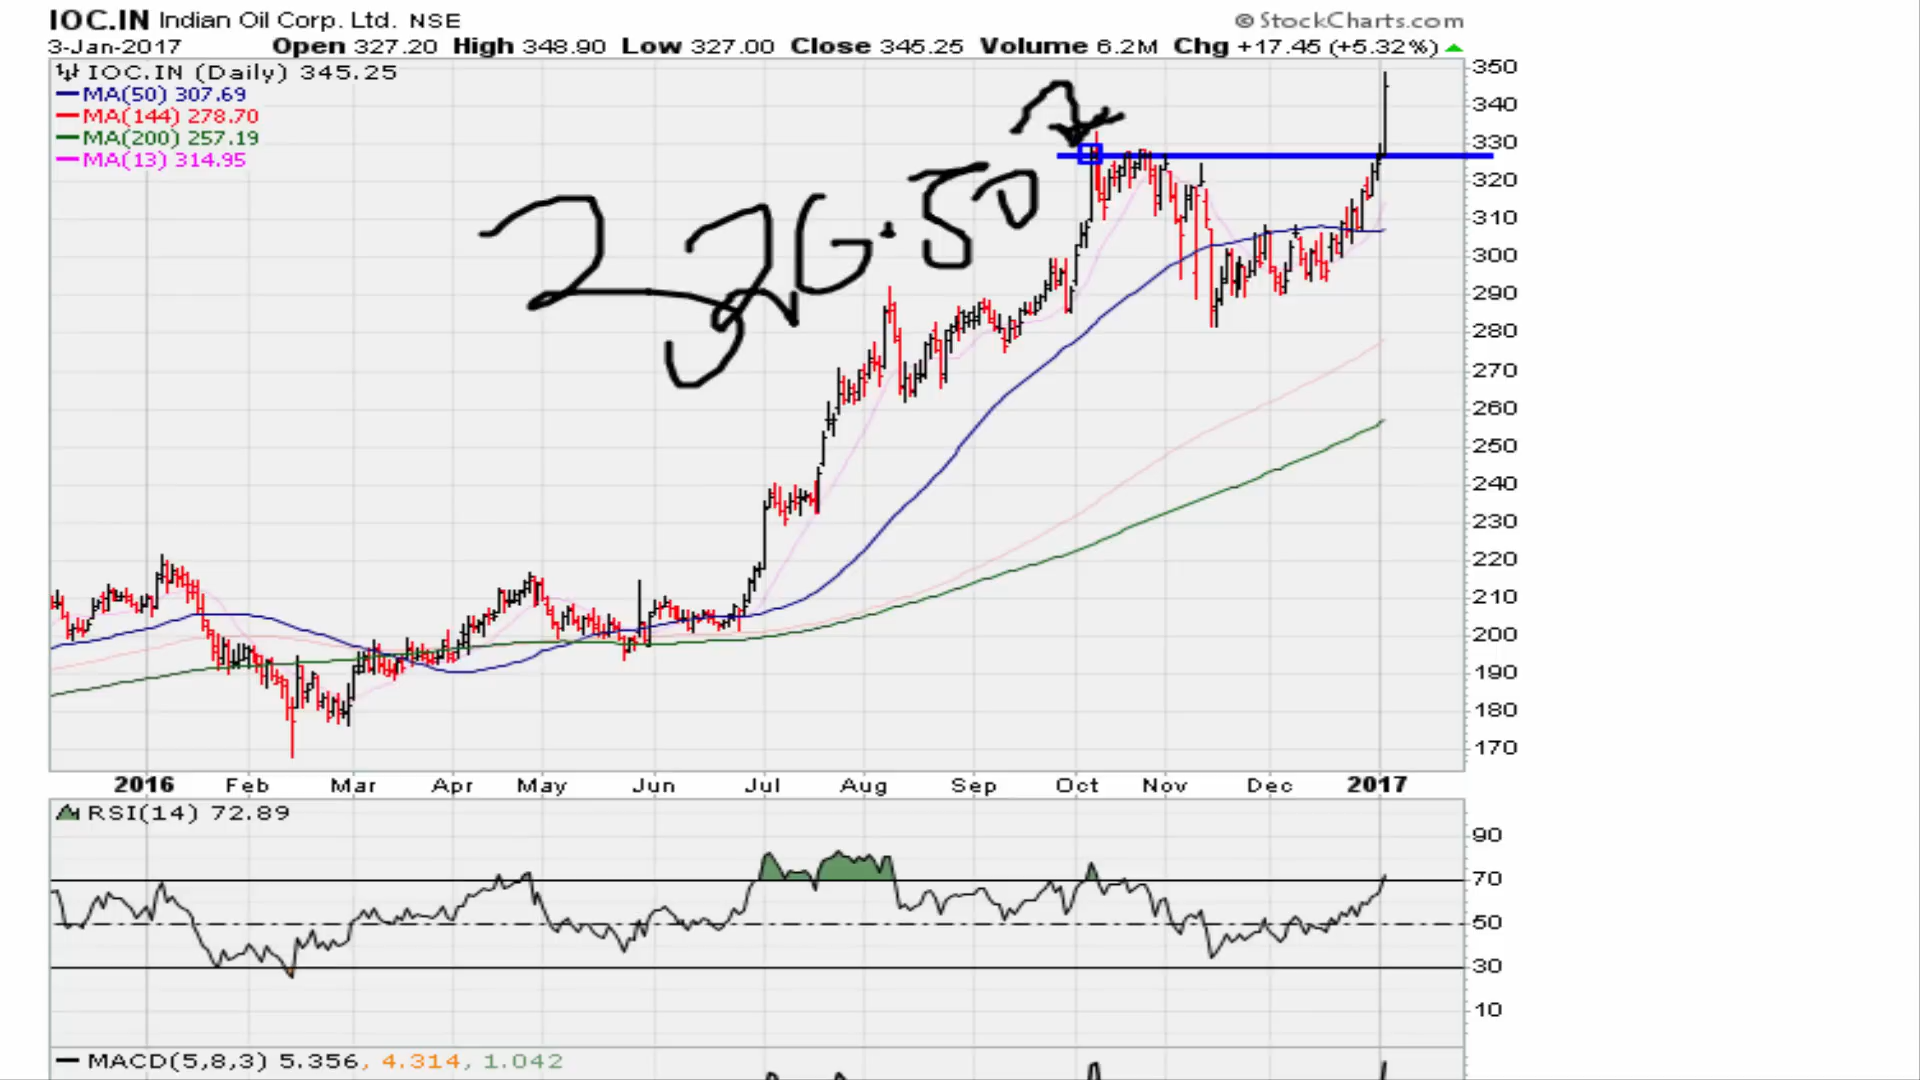 IOC.IN Indian Oil Corp. Ltd. NSE © StockCharts.com
3-Jan-2017 Open 327.20 High 348.90 Low 327.00 Close 345.25 Volume 6.2M Chg +17.45 (+5.32%)
IOC.IN (Daily) 345.25
MA(50) 307.69
MA(144) 278.70
MA(200) 257.19
MA(13) 314.95
326.50
350
340
330
320
310
300
290
280
270
260
250
240
230
220
210
200
190
180
170
2016 Feb Mar Apr May Jun Jul Aug Sep Oct Nov Dec 2017
RSI(14) 72.89
90
70
50
30
10
MACD(5,8,3) 5.356, 4.314, 1.042